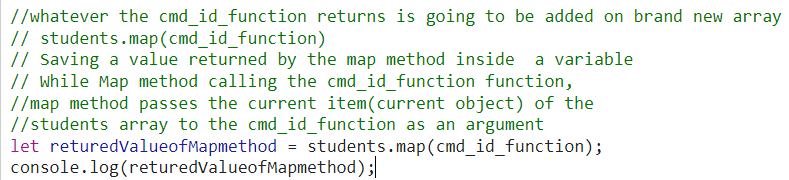 //whatever the cmd_id_function returns is going to be added on brand new array
// students.map(cmd_id_function)
// Saving a value returned by the map method inside  a variable
// While Map method calling the cmd_id_function function,
//map method passes the current item(current object) of the
//students array to the cmd_id_function as an argument
let returedValueofMapmethod = students.map(cmd_id_function);
console.log(returedValueofMapmethod);